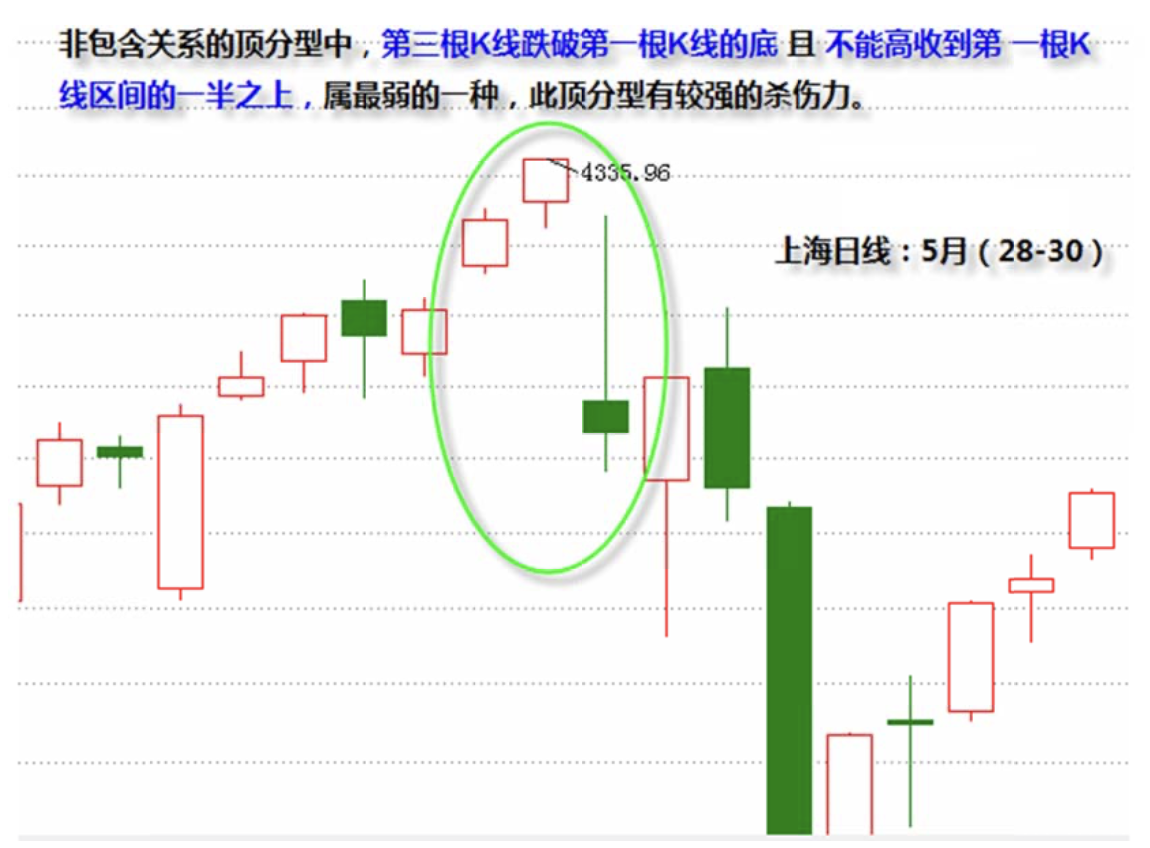 非包含关系的顶分型中，第三根K线跌破第一根K线的底 且 不能高收到第 一根K
线区间的一半之上，属最弱的一种，此顶分型有较强的杀伤力。
4335.96
上海日线：5月（28-30）